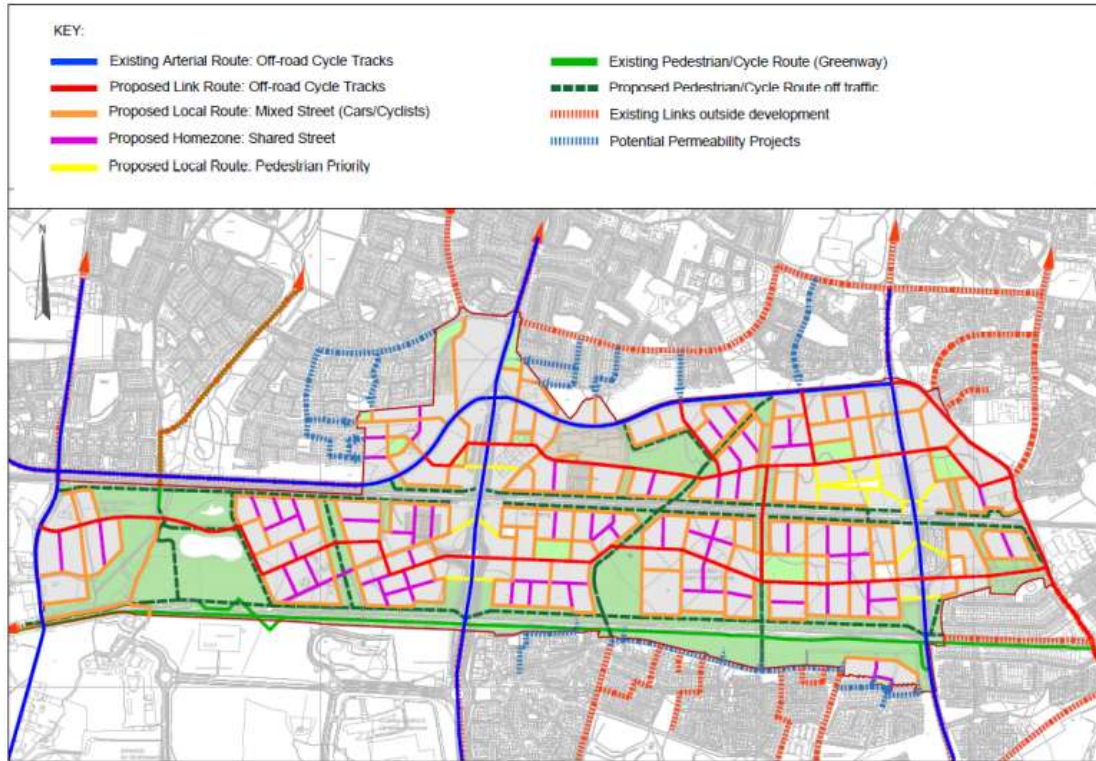 KEY:
Existing Arterial Route: Off-road Cycle Tracks
Proposed Link Route: Off-road Cycle Tracks
Proposed Local Route: Mixed Street (Cars/Cyclists)
Proposed Homezone: Shared Street
Proposed Local Route: Pedestrian Priority
Existing Pedestrian/Cycle Route (Greenway)
Proposed Pedestrian/Cycle Route off traffic
Existing Links outside development
Potential Permeability Projects
N